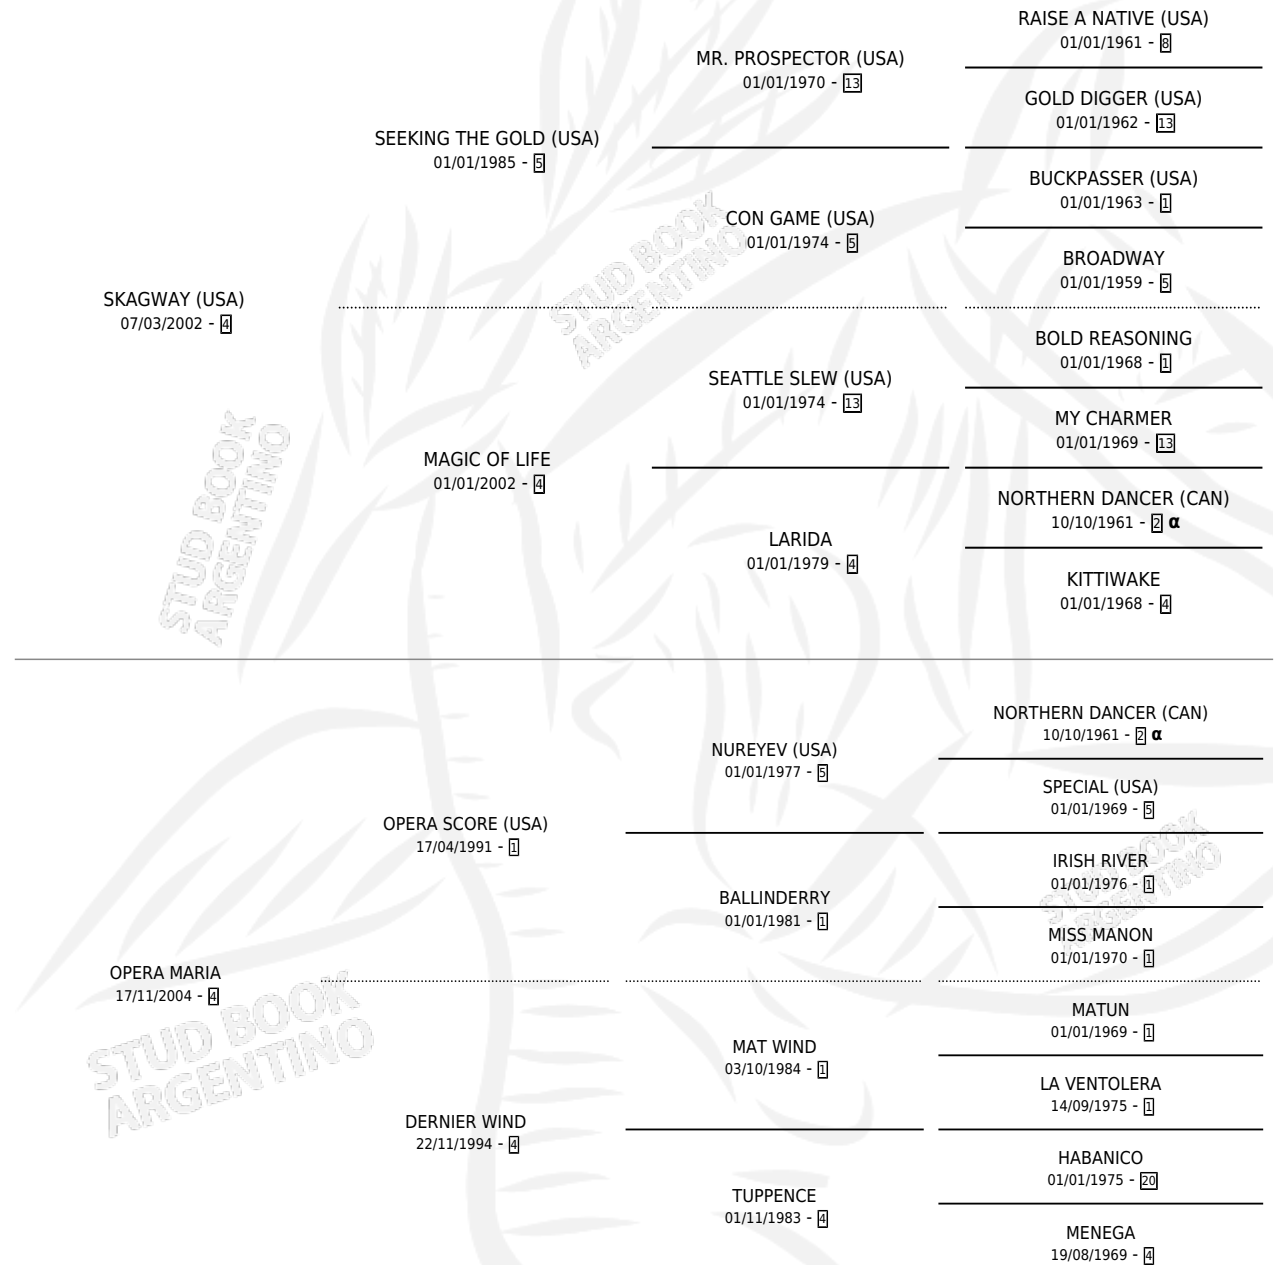 RAISE A NATIVE (USA)
01/01/1961 - 8
MR. PROSPECTOR (USA)
01/01/1970 - 13
GOLD DIGGER (USA)
01/01/1962 - 13
SEEKING THE GOLD (USA)
01/01/1985 - 5
BUCKPASSER (USA)
01/01/1963 - 1
CON GAME (USA)
01/01/1974 - 5
BROADWAY
01/01/1959 - 5
SKAGWAY (USA)
07/03/2002 - 4
BOLD REASONING
01/01/1968 - 1
SEATTLE SLEW (USA)
01/01/1974 - 13
MY CHARMER
01/01/1969 - 13
MAGIC OF LIFE
01/01/2002 - 4
NORTHERN DANCER (CAN)
10/10/1961 - 2 α
LARIDA
01/01/1979 - 4
KITTIWAKE
01/01/1968 - 4
NORTHERN DANCER (CAN)
10/10/1961 - 2 α
NUREYEV (USA)
01/01/1977 - 5
SPECIAL (USA)
01/01/1969 - 5
OPERA SCORE (USA)
17/04/1991 - 1
IRISH RIVER
01/01/1976 - 1
BALLINDERRY
01/01/1981 - 1
MISS MANON
01/01/1970 - 1
OPERA MARIA
17/11/2004 - 4
MATUN
01/01/1969 - 1
MAT WIND
03/10/1984 - 1
LA VENTOLERA
14/09/1975 - 1
DERNIER WIND
22/11/1994 - 4
HABANICO
01/01/1975 - 20
TUPPENCE
01/11/1983 - 4
MENEGA
19/08/1969 - 4
STUD BOOK
ARGENTINO
STUD BOOK
ARGENTINO
STUD BOOK
ARGENTINO
STUD BOOK
ARGENTINO